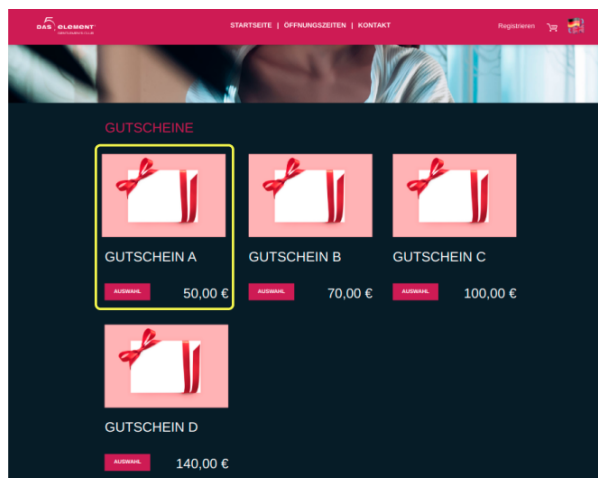 DAS ELEMENT
STARTSEITE | ÖFFNUNGSZEITEN | KONTAKT
Registrieren
GUTSCHEINE
GUTSCHEIN A
AUSWAHL 50,00 €
GUTSCHEIN B
AUSWAHL 70,00 €
GUTSCHEIN C
AUSWAHL 100,00 €
GUTSCHEIN D
AUSWAHL 140,00 €